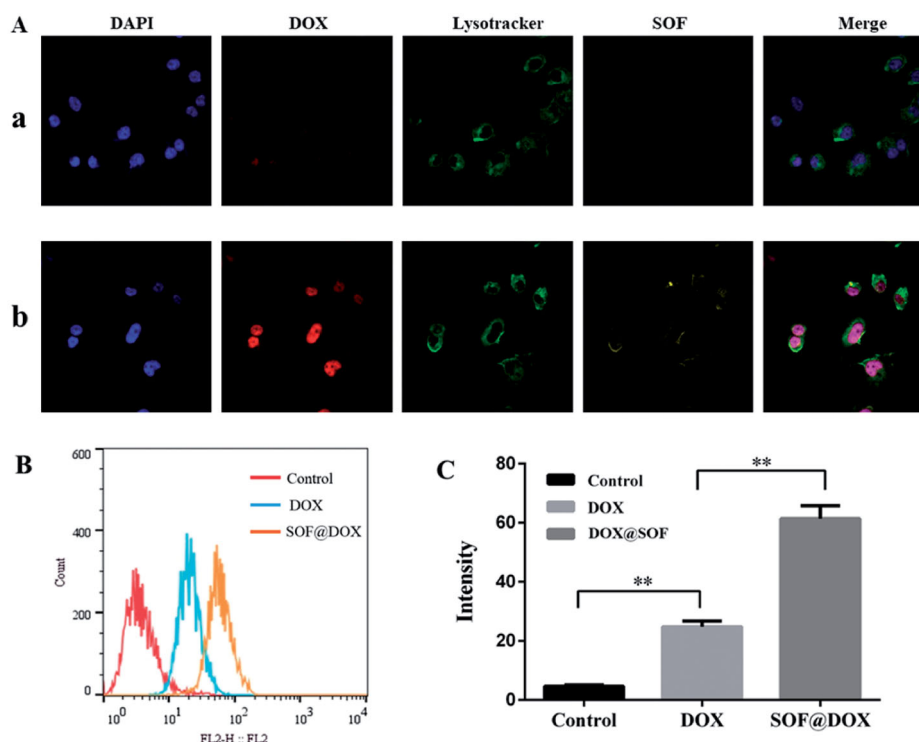 A
DAPI DOX Lysotracker SOF Merge
a
b
B
600
400
200
0
Count
Control
DOX
SOF@DOX
10⁰ 10¹ 10² 10³ 10⁴
FL2-H :: FL2
C
80
60
40
20
0
Intensity
Control
DOX
DOX@SOF
**
**
Control DOX SOF@DOX